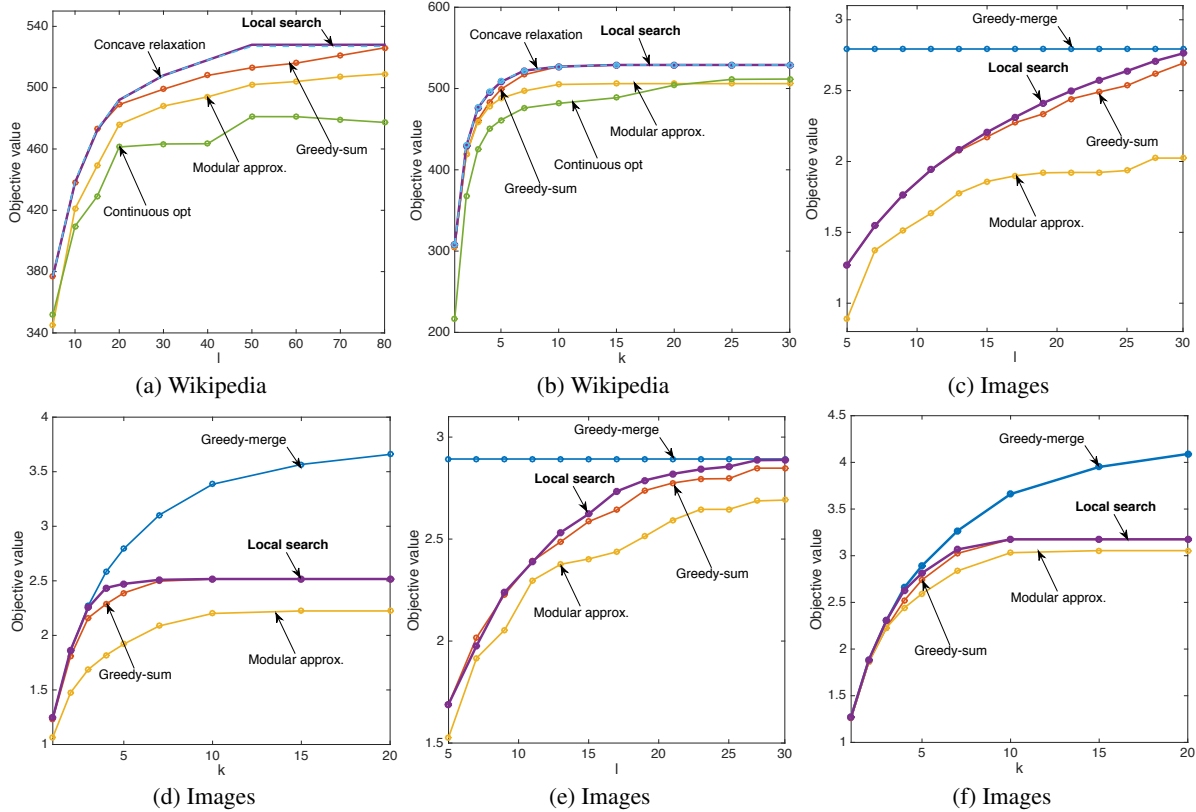 540
500
460
420
380
340
10 20 30 40 50 60 70 80
Objective value
l
Local search
Concave relaxation
Greedy-sum
Modular approx.
Continuous opt
(a) Wikipedia
600
500
400
300
200
5 10 15 20 25 30
Objective value
k
Concave relaxation
Local search
Modular approx.
Continuous opt
Greedy-sum
(b) Wikipedia
3
2.5
2
1.5
1
5 10 15 20 25 30
Objective value
l
Greedy-merge
Local search
Greedy-sum
Modular approx.
(c) Images
4
3.5
3
2.5
2
1.5
1
5 10 15 20
Objective value
k
Greedy-merge
Local search
Greedy-sum
Modular approx.
(d) Images
3
2.5
2
1.5
5 10 15 20 25 30
Objective value
l
Greedy-merge
Local search
Greedy-sum
Modular approx.
(e) Images
4.5
4
3.5
3
2.5
2
1.5
1
5 10 15 20
Objective value
k
Greedy-merge
Local search
Modular approx.
Greedy-sum
(f) Images